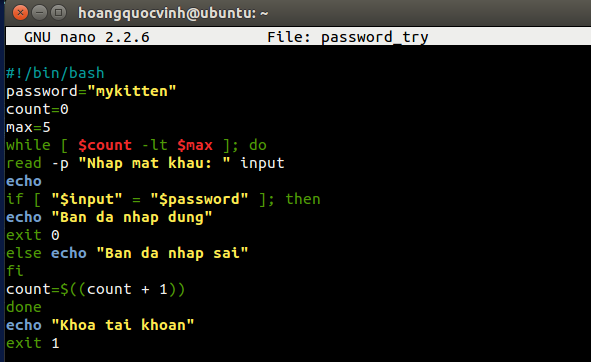 hoangquocvinh@ubuntu: ~
GNU nano 2.2.6 File: password_try
#!/bin/bash
password="mykitten"
count=0
max=5
while [ $count -lt $max ]; do
read -p "Nhap mat khau: " input
echo
if [ "$input" = "$password" ]; then
echo "Ban da nhap dung"
exit 0
else echo "Ban da nhap sai"
fi
count=$((count + 1))
done
echo "Khoa tai khoan"
exit 1